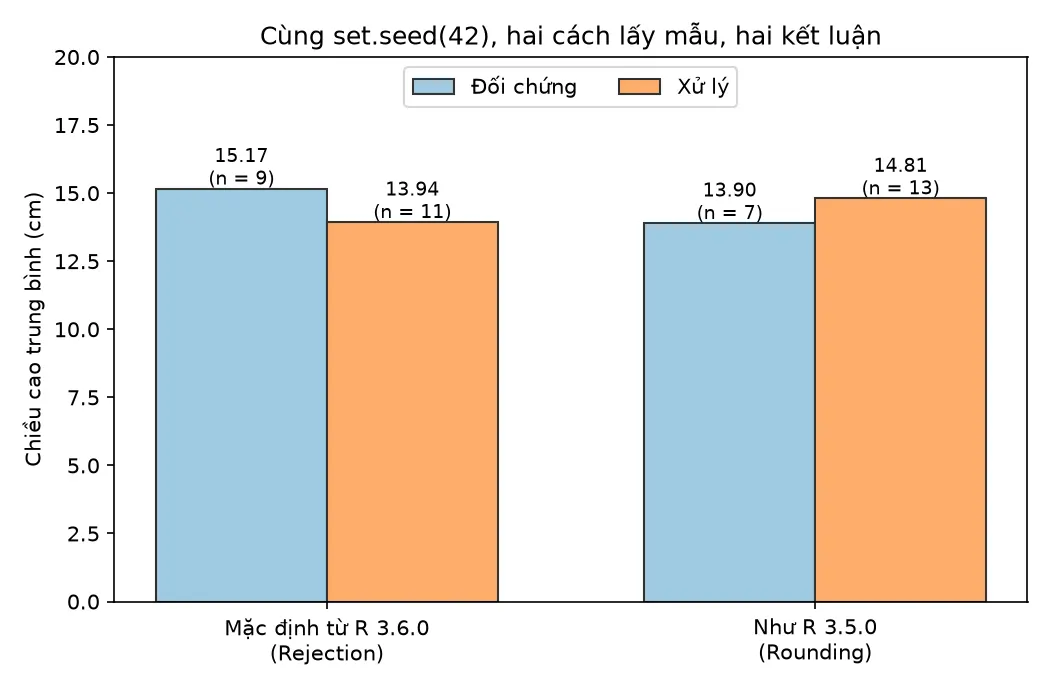 Cùng set.seed(42), hai cách lấy mẫu, hai kết luận
Đối chứng
Xử lý
Chiều cao trung bình (cm)
20.0
17.5
15.0
12.5
10.0
7.5
5.0
2.5
0.0
15.17
(n = 9)
13.94
(n = 11)
13.90
(n = 7)
14.81
(n = 13)
Mặc định từ R 3.6.0
(Rejection)
Như R 3.5.0
(Rounding)